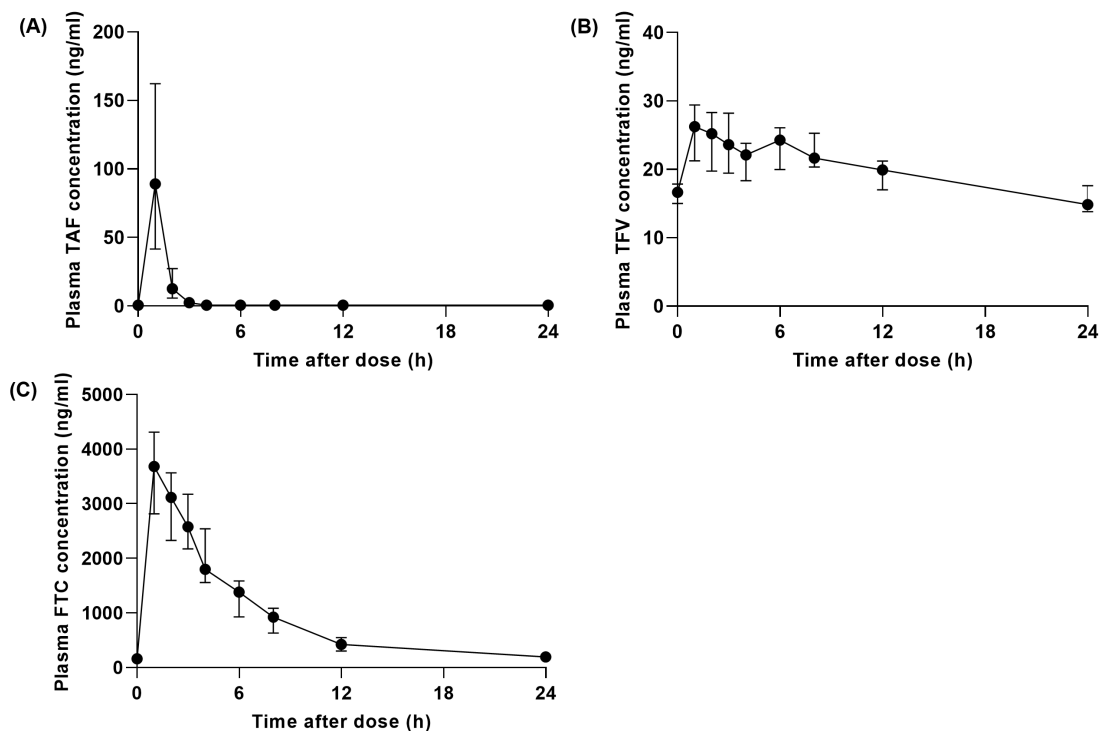 (A)
Plasma TAF concentration (ng/ml)
200
150
100
50
0
0 6 12 18 24
Time after dose (h)
(B)
Plasma TFV concentration (ng/ml)
40
30
20
10
0
0 6 12 18 24
Time after dose (h)
(C)
Plasma FTC concentration (ng/ml)
5000
4000
3000
2000
1000
0
0 6 12 18 24
Time after dose (h)